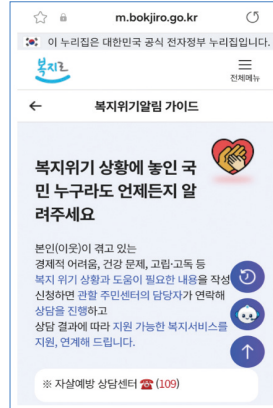 m.bokjiro.go.kr
이 누리집은 대한민국 공식 전자정부 누리집입니다.
복지로
전체메뉴
복지위기알림 가이드
복지위기 상황에 놓인 국
민 누구라도 언제든지 알
려주세요
본인(이웃)이 겪고 있는
경제적 어려움, 건강 문제, 고립·고독 등
복지 위기 상황과 도움이 필요한 내용을 작성
신청하면 관할 주민센터의 담당자가 연락해
상담을 진행하고
상담 결과에 따라 지원 가능한 복지서비스를
지원, 연계해 드립니다.
※ 자살예방 상담센터 ☎ (109)